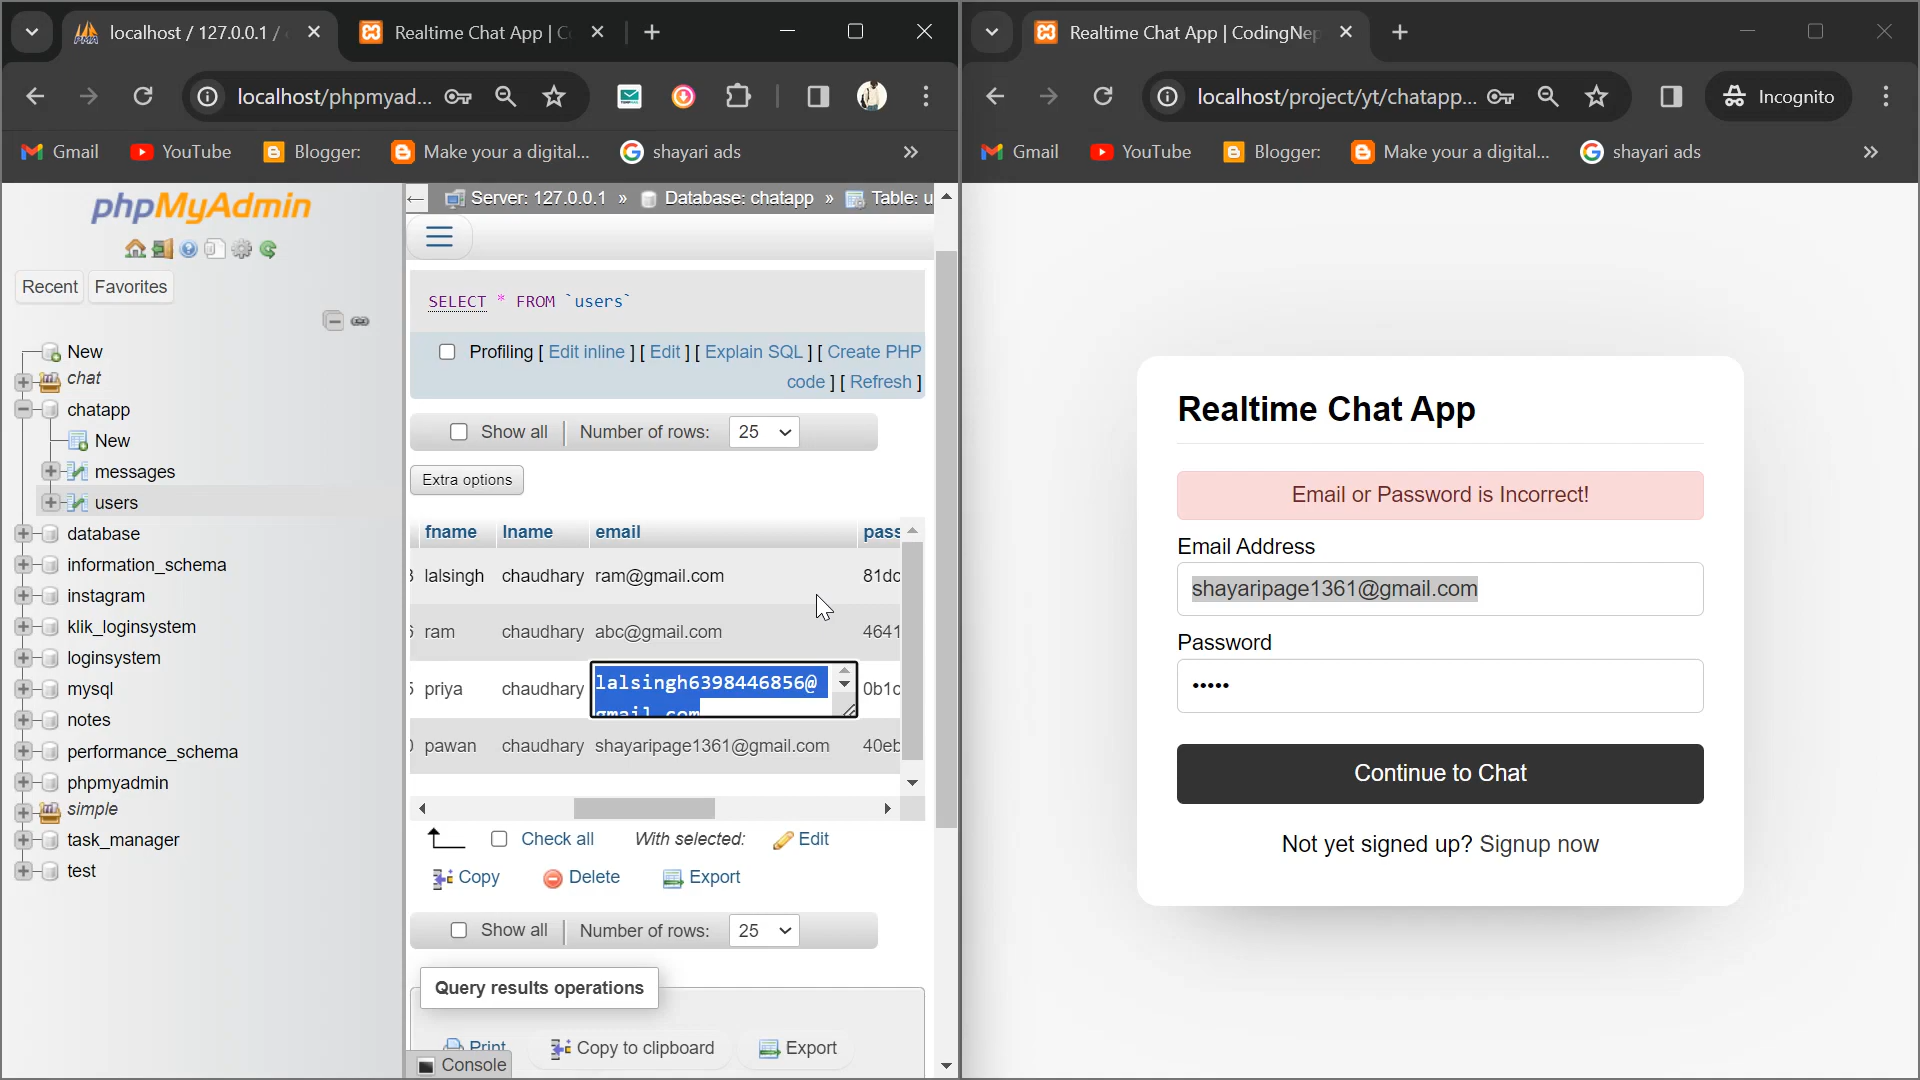 localhost / 127.0.0.1 /
Realtime Chat App | C
localhost/phpmyad...
Gmail
YouTube
Blogger:
Make your a digital...
shayari ads
»
phpMyAdmin
Recent
Favorites
New
chat
chatapp
New
messages
users
database
information_schema
instagram
klik_loginsystem
loginsystem
mysql
notes
performance_schema
phpmyadmin
simple
task_manager
test
Server: 127.0.0.1 » Database: chatapp » Table: u
SELECT * FROM `users`
Profiling [ Edit inline ] [ Edit ] [ Explain SQL ] [ Create PHP
code ] [ Refresh ]
Show all Number of rows: 25
Extra options
fname lname email pass
lalsingh chaudhary ram@gmail.com 81dc
ram chaudhary abc@gmail.com 4641
priya chaudhary lalsingh6398446856@ 0b1c
gmail.com
pawan chaudhary shayaripage1361@gmail.com 40eb
Check all With selected: Edit
Copy Delete Export
Show all Number of rows: 25
Query results operations
Print Copy to clipboard Export
Console
Realtime Chat App | CodingNep
localhost/project/yt/chatapp...
Incognito
Gmail
YouTube
Blogger:
Make your a digital...
shayari ads
»
Realtime Chat App
Email or Password is Incorrect!
Email Address
shayaripage1361@gmail.com
Password
•••••
Continue to Chat
Not yet signed up? Signup now